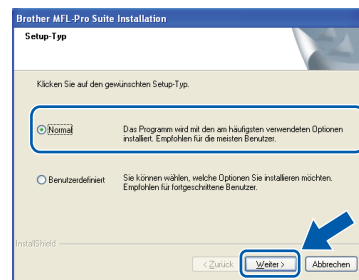 Brother MFL-Pro Suite Installation
Setup-Typ
Klicken Sie auf den gewünschten Setup-Typ.
Normal
Das Programm wird mit den am häufigsten verwendeten Optionen
installiert. Empfohlen für die meisten Benutzer.
Benutzerdefiniert
Sie können wählen, welche Optionen Sie installieren möchten.
Empfohlen für fortgeschrittene Benutzer.
InstallShield
< Zurück
Weiter >
Abbrechen